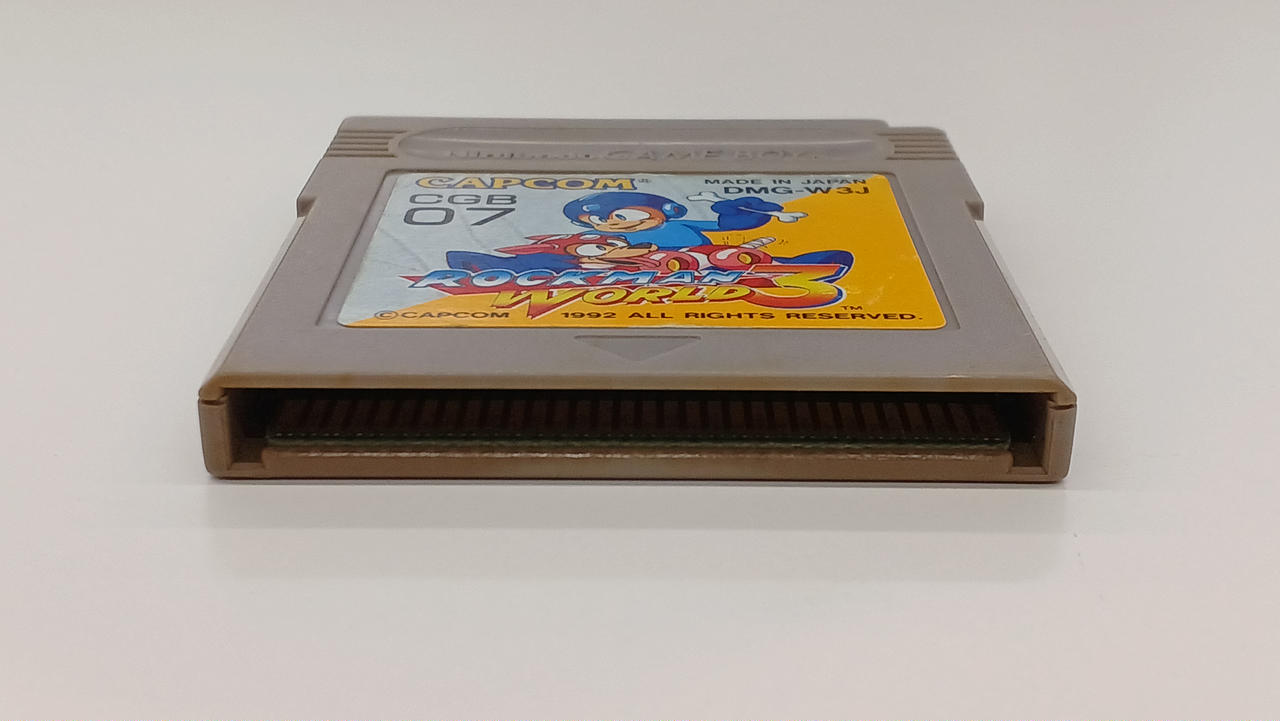 Nintendo GAME BOY
CAPCOM®
MADE IN JAPAN
DMG-W3J
CGB
07
ROCKMAN
WORLD 3
TM
©CAPCOM 1992 ALL RIGHTS RESERVED.